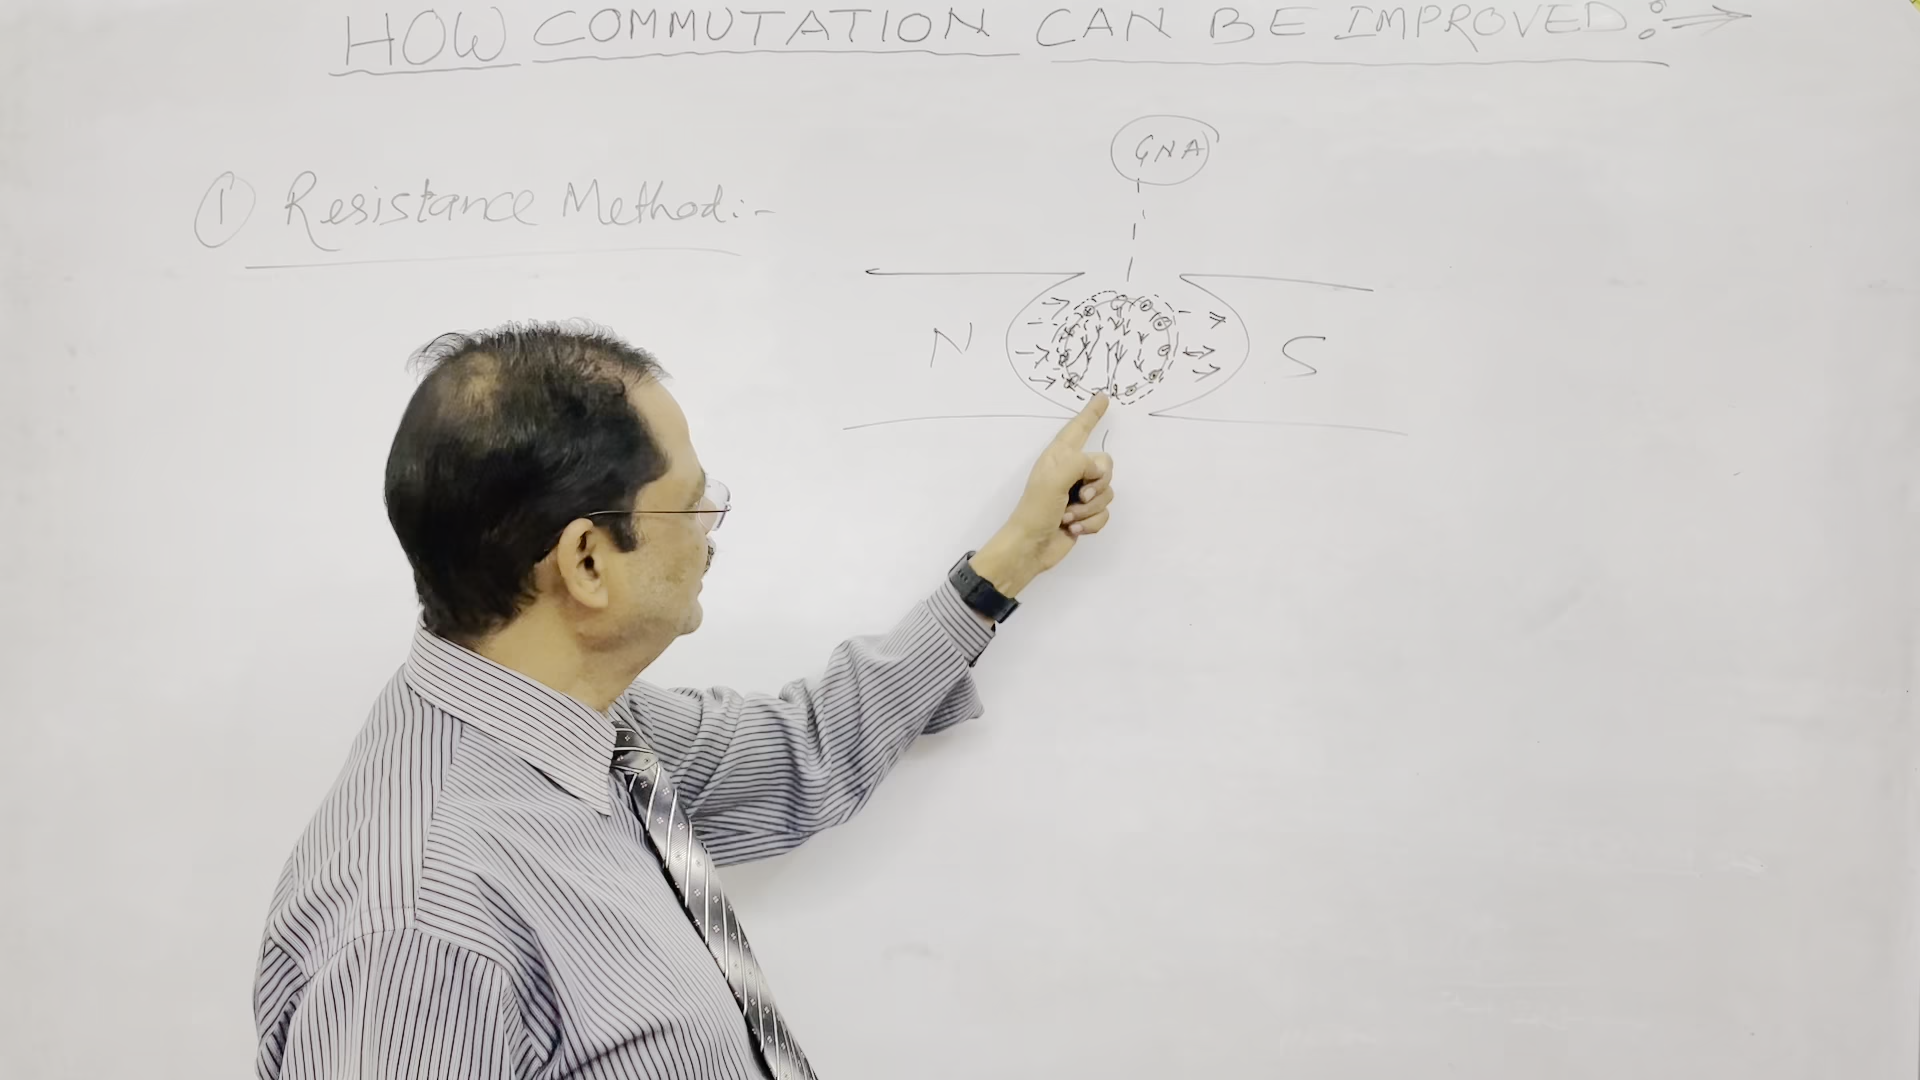 HOW COMMUTATION CAN BE IMPROVED :→
① Resistance Method:-
GNA
N
S